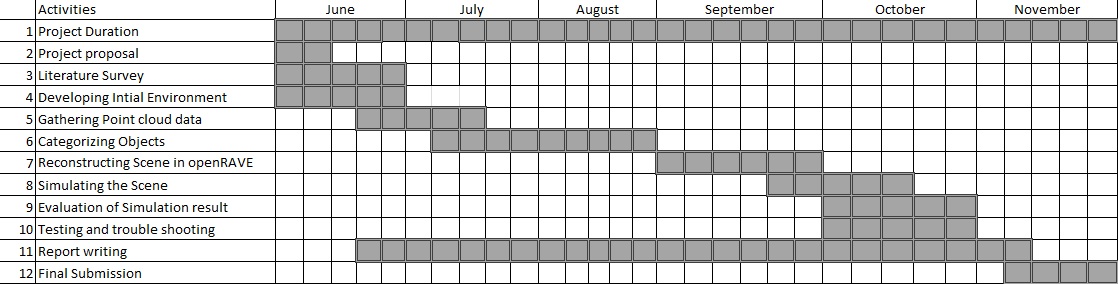 Activities June July August September October November
1 Project Duration
2 Project proposal
3 Literature Survey
4 Developing Intial Environment
5 Gathering Point cloud data
6 Categorizing Objects
7 Reconstructing Scene in openRAVE
8 Simulating the Scene
9 Evaluation of Simulation result
10 Testing and trouble shooting
11 Report writing
12 Final Submission